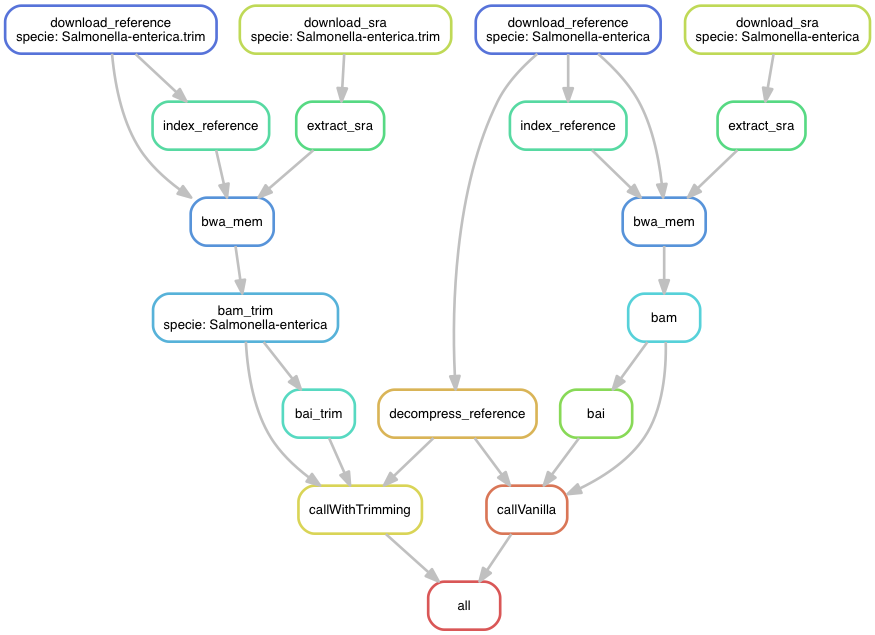 download_reference
specie: Salmonella-enterica.trim
download_sra
specie: Salmonella-enterica.trim
download_reference
specie: Salmonella-enterica
download_sra
specie: Salmonella-enterica
index_reference
extract_sra
index_reference
extract_sra
bwa_mem
bwa_mem
bam_trim
specie: Salmonella-enterica
bam
bai_trim
decompress_reference
bai
callWithTrimming
callVanilla
all